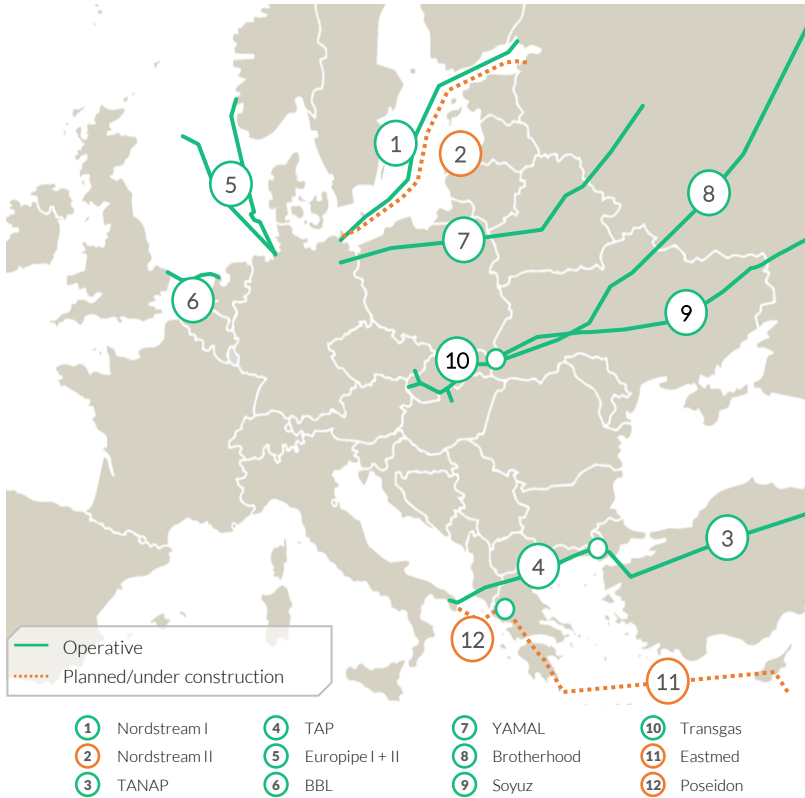 1
2
5
8
7
6
9
10
3
4
12
11
Operative
Planned/under construction
1 Nordstream I
4 TAP
7 YAMAL
10 Transgas
2 Nordstream II
5 Europipe I + II
8 Brotherhood
11 Eastmed
3 TANAP
6 BBL
9 Soyuz
12 Poseidon